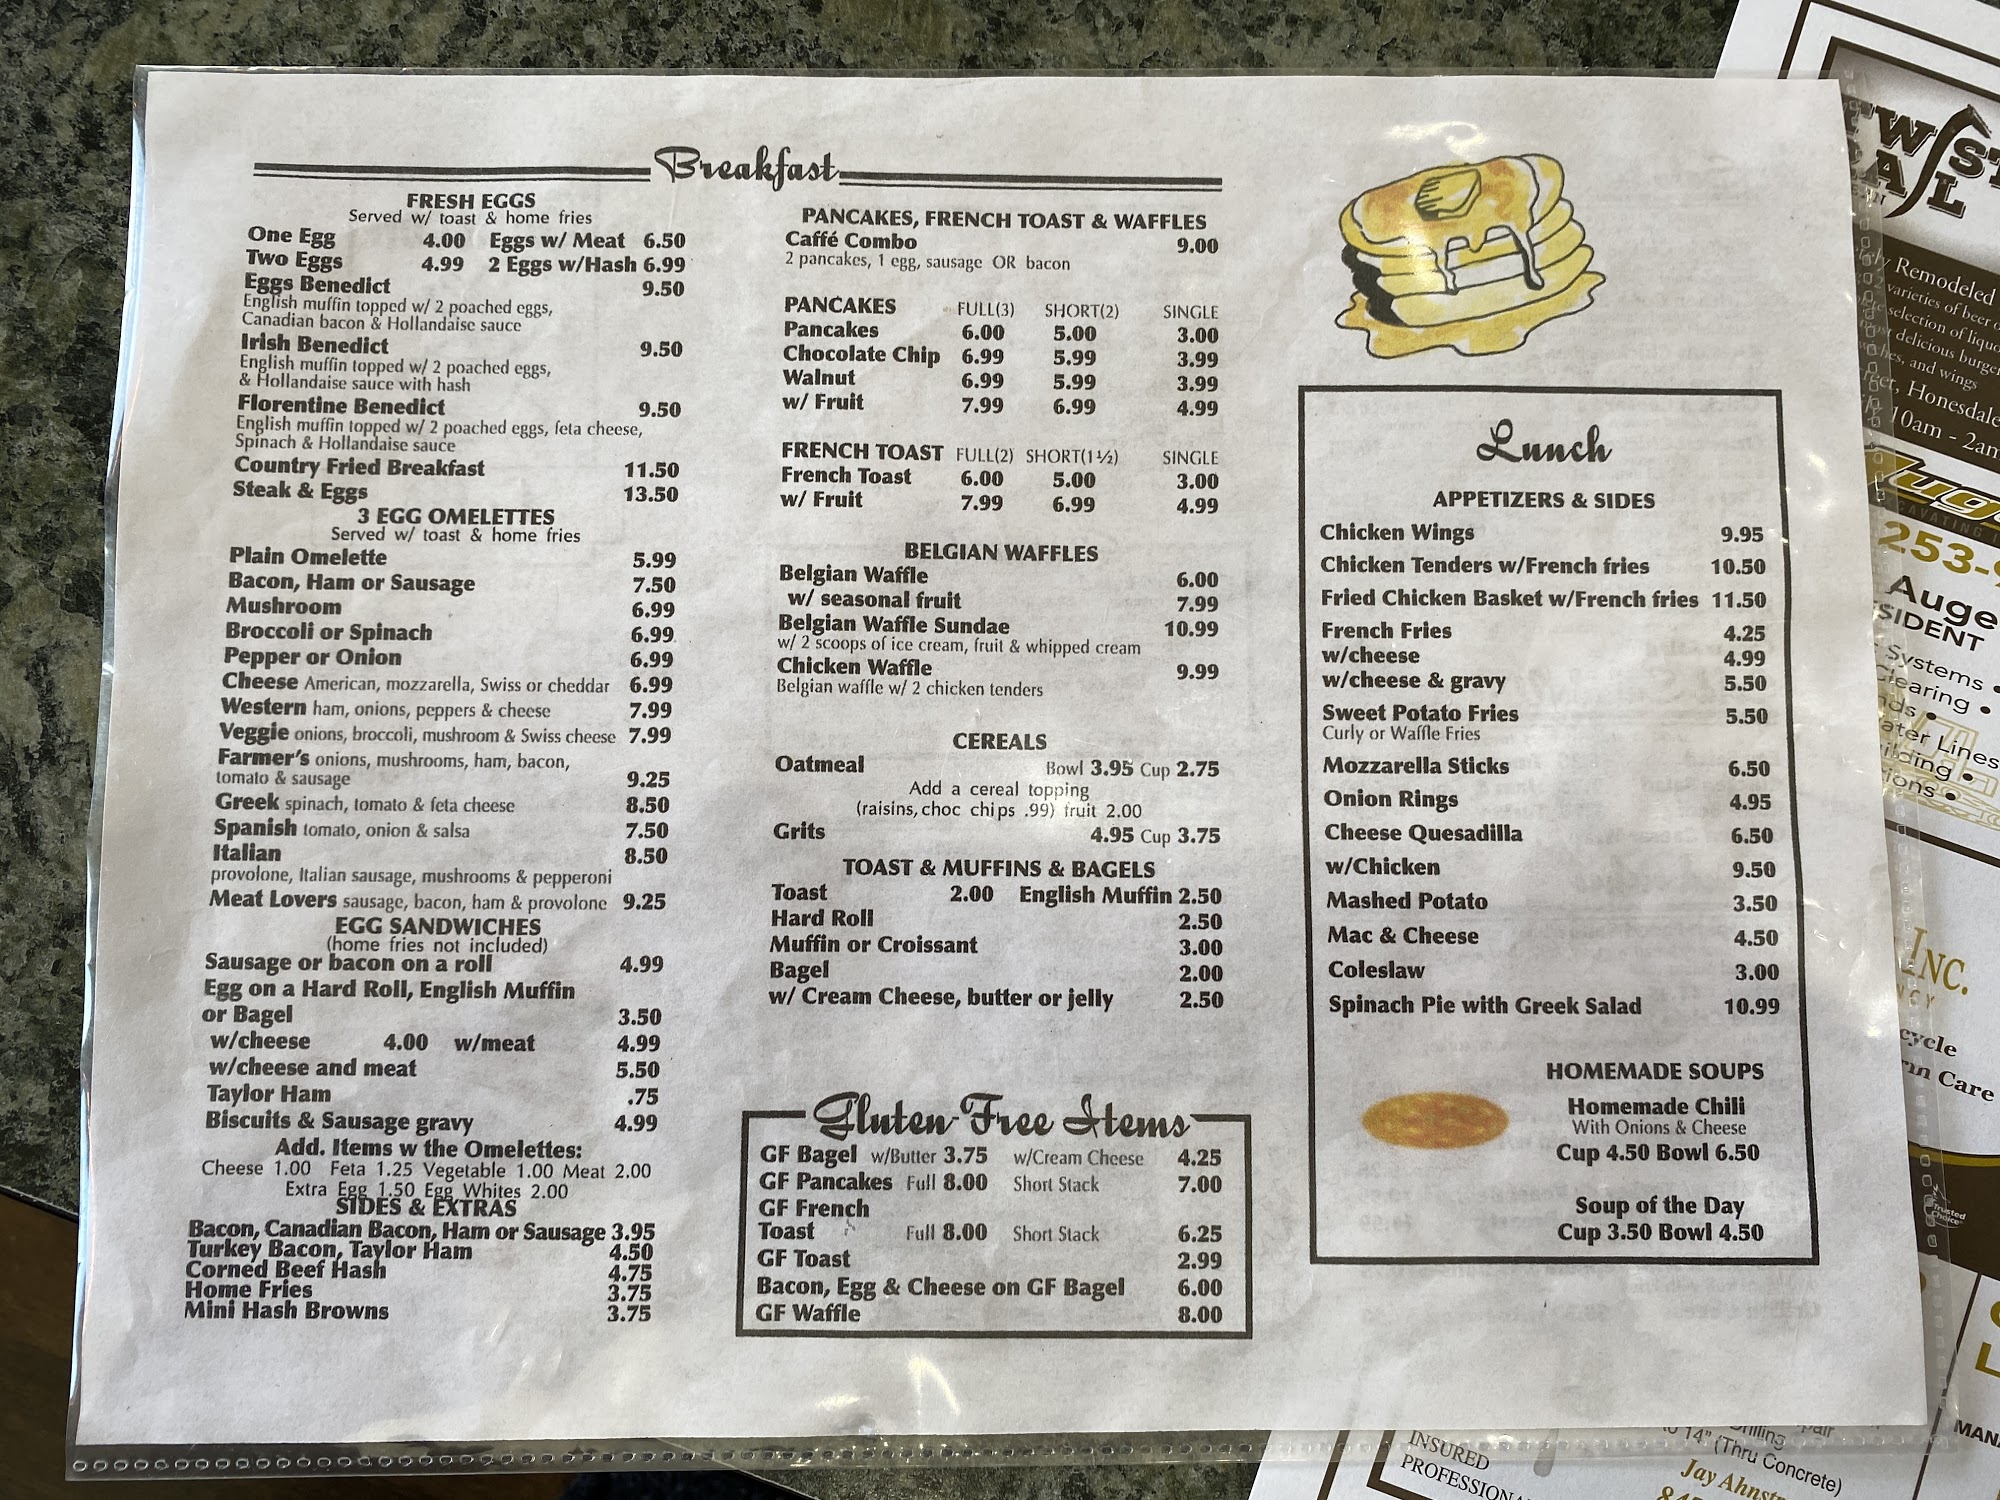 Breakfast
FRESH EGGS
Served w/ toast & home fries
One Egg 4.00 Eggs w/ Meat 6.50
Two Eggs 4.99 2 Eggs w/Hash 6.99
Eggs Benedict 9.50
English muffin topped w/ 2 poached eggs,
Canadian bacon & Hollandaise sauce
Irish Benedict 9.50
English muffin topped w/ 2 poached eggs,
& Hollandaise sauce with hash
Florentine Benedict 9.50
English muffin topped w/ 2 poached eggs, feta cheese,
Spinach & Hollandaise sauce
Country Fried Breakfast 11.50
Steak & Eggs 13.50
3 EGG OMELETTES
Served w/ toast & home fries
Plain Omelette 5.99
Bacon, Ham or Sausage 7.50
Mushroom 6.99
Broccoli or Spinach 6.99
Pepper or Onion 6.99
Cheese American, mozzarella, Swiss or cheddar 6.99
Western ham, onions, peppers & cheese 7.99
Veggie onions, broccoli, mushroom & Swiss cheese 7.99
Farmer's onions, mushrooms, ham, bacon,
tomato & sausage 9.25
Greek spinach, tomato & feta cheese 8.50
Spanish tomato, onion & salsa 7.50
Italian 8.50
provolone, Italian sausage, mushrooms & pepperoni
Meat Lovers sausage, bacon, ham & provolone 9.25
EGG SANDWICHES
(home fries not included)
Sausage or bacon on a roll 4.99
Egg on a Hard Roll, English Muffin
or Bagel 3.50
w/cheese 4.00 w/meat 4.99
w/cheese and meat 5.50
Taylor Ham .75
Biscuits & Sausage gravy 4.99
Add. Items w the Omelettes:
Cheese 1.00 Feta 1.25 Vegetable 1.00 Meat 2.00
Extra Egg 1.50 Egg Whites 2.00
SIDES & EXTRAS
Bacon, Canadian Bacon, Ham or Sausage 3.95
Turkey Bacon, Taylor Ham 4.50
Corned Beef Hash 4.75
Home Fries 3.75
Mini Hash Browns 3.75
PANCAKES, FRENCH TOAST & WAFFLES
Caffé Combo 9.00
2 pancakes, 1 egg, sausage OR bacon
PANCAKES FULL(3) SHORT(2) SINGLE
Pancakes 6.00 5.00 3.00
Chocolate Chip 6.99 5.99 3.99
Walnut 6.99 5.99 3.99
w/ Fruit 7.99 6.99 4.99
FRENCH TOAST FULL(2) SHORT(1½) SINGLE
French Toast 6.00 5.00 3.00
w/ Fruit 7.99 6.99 4.99
BELGIAN WAFFLES
Belgian Waffle 6.00
w/ seasonal fruit 7.99
Belgian Waffle Sundae 10.99
w/ 2 scoops of ice cream, fruit & whipped cream
Chicken Waffle 9.99
Belgian waffle w/ 2 chicken tenders
CEREALS
Oatmeal Bowl 3.95 Cup 2.75
Add a cereal topping
(raisins, choc chips .99) fruit 2.00
Grits 4.95 Cup 3.75
TOAST & MUFFINS & BAGELS
Toast 2.00 English Muffin 2.50
Hard Roll 2.50
Muffin or Croissant 3.00
Bagel 2.00
w/ Cream Cheese, butter or jelly 2.50
Gluten-Free Items
GF Bagel w/Butter 3.75 w/Cream Cheese 4.25
GF Pancakes Full 8.00 Short Stack 7.00
GF French
Toast Full 8.00 Short Stack 6.25
GF Toast 2.99
Bacon, Egg & Cheese on GF Bagel 6.00
GF Waffle 8.00
Lunch
APPETIZERS & SIDES
Chicken Wings 9.95
Chicken Tenders w/French fries 10.50
Fried Chicken Basket w/French fries 11.50
French Fries 4.25
w/cheese 4.99
w/cheese & gravy 5.50
Sweet Potato Fries 5.50
Curly or Waffle Fries
Mozzarella Sticks 6.50
Onion Rings 4.95
Cheese Quesadilla 6.50
w/Chicken 9.50
Mashed Potato 3.50
Mac & Cheese 4.50
Coleslaw 3.00
Spinach Pie with Greek Salad 10.99
HOMEMADE SOUPS
Homemade Chili
With Onions & Cheese
Cup 4.50 Bowl 6.50
Soup of the Day
Cup 3.50 Bowl 4.50
Remodeled
varieties of beer
selection of liquo
delicious burger
and wings
Honesdale
10am - 2am
253-
Auge
SIDENT
Systems •
•
Building •
INC.
cycle
Care
Trusted
Choice
INSURED
PROFESSIONA
14" (Thru Concrete)
Jay Ahnst
MANA